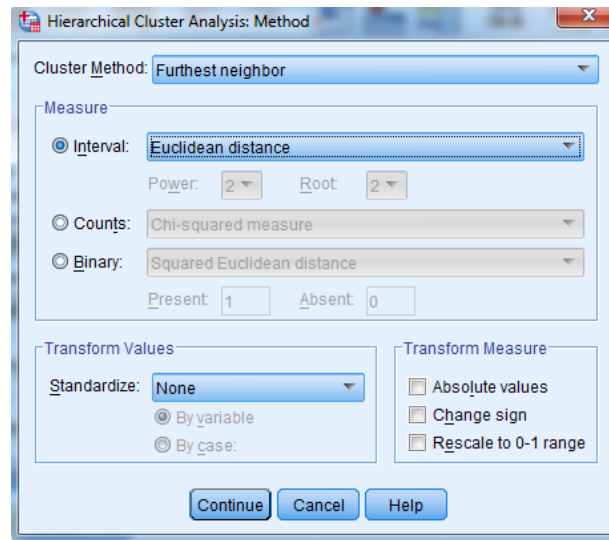 Hierarchical Cluster Analysis: Method
Cluster Method: Furthest neighbor
Measure
Interval: Euclidean distance
Power: 2 Root: 2
Counts: Chi-squared measure
Binary: Squared Euclidean distance
Present: 1 Absent: 0
Transform Values
Standardize: None
By variable
By case:
Transform Measure
Absolute values
Change sign
Rescale to 0-1 range
Continue Cancel Help